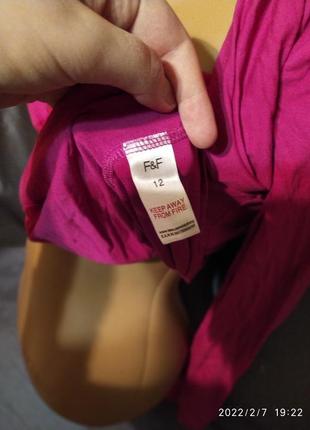 F&F
12
KEEP AWAY
FROM FIRE
2022/2/7 19:22